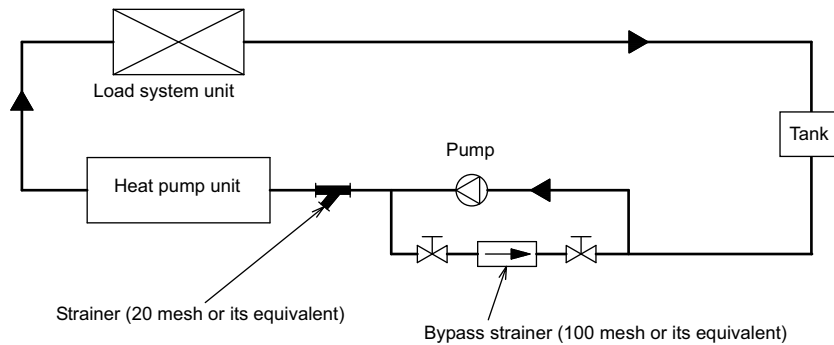 Load system unit
Tank
Pump
Heat pump unit
Strainer (20 mesh or its equivalent)
Bypass strainer (100 mesh or its equivalent)